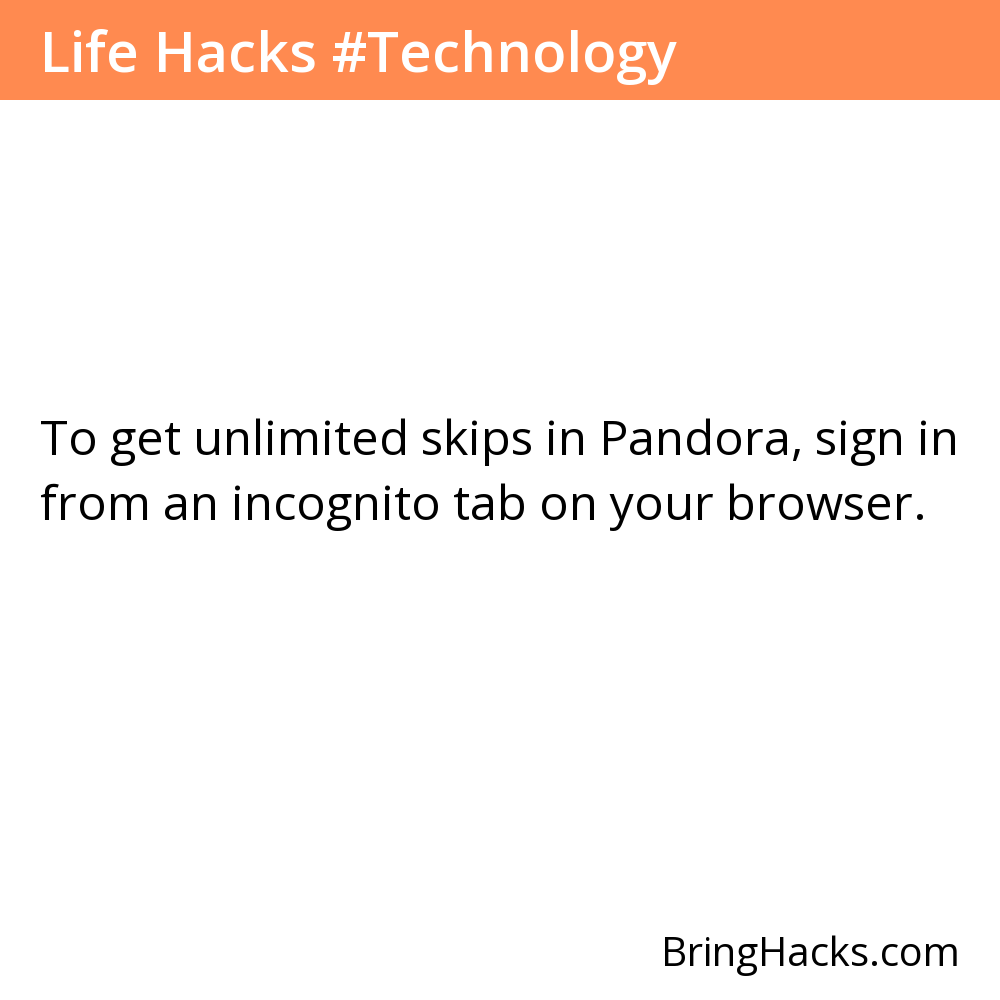 Life Hacks #Technology
To get unlimited skips in Pandora, sign in
from an incognito tab on your browser.
BringHacks.com